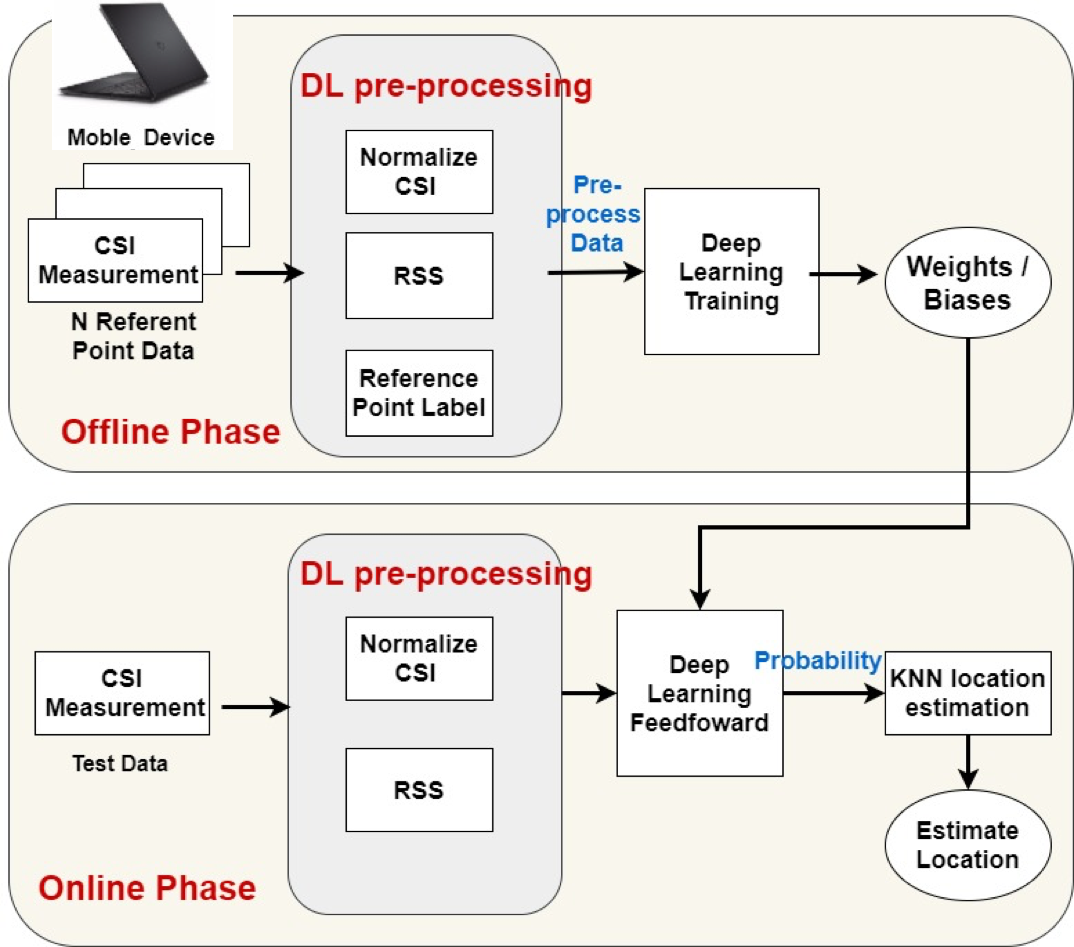 Moble_Device
CSI
Measurement
N Referent
Point Data
Offline Phase
DL pre-processing
Normalize
CSI
RSS
Reference
Point Label
Pre-
process
Data
Deep
Learning
Training
Weights /
Biases
CSI
Measurement
Test Data
Online Phase
DL pre-processing
Normalize
CSI
RSS
Deep
Learning
Feedfoward
Probability
KNN location
estimation
Estimate
Location